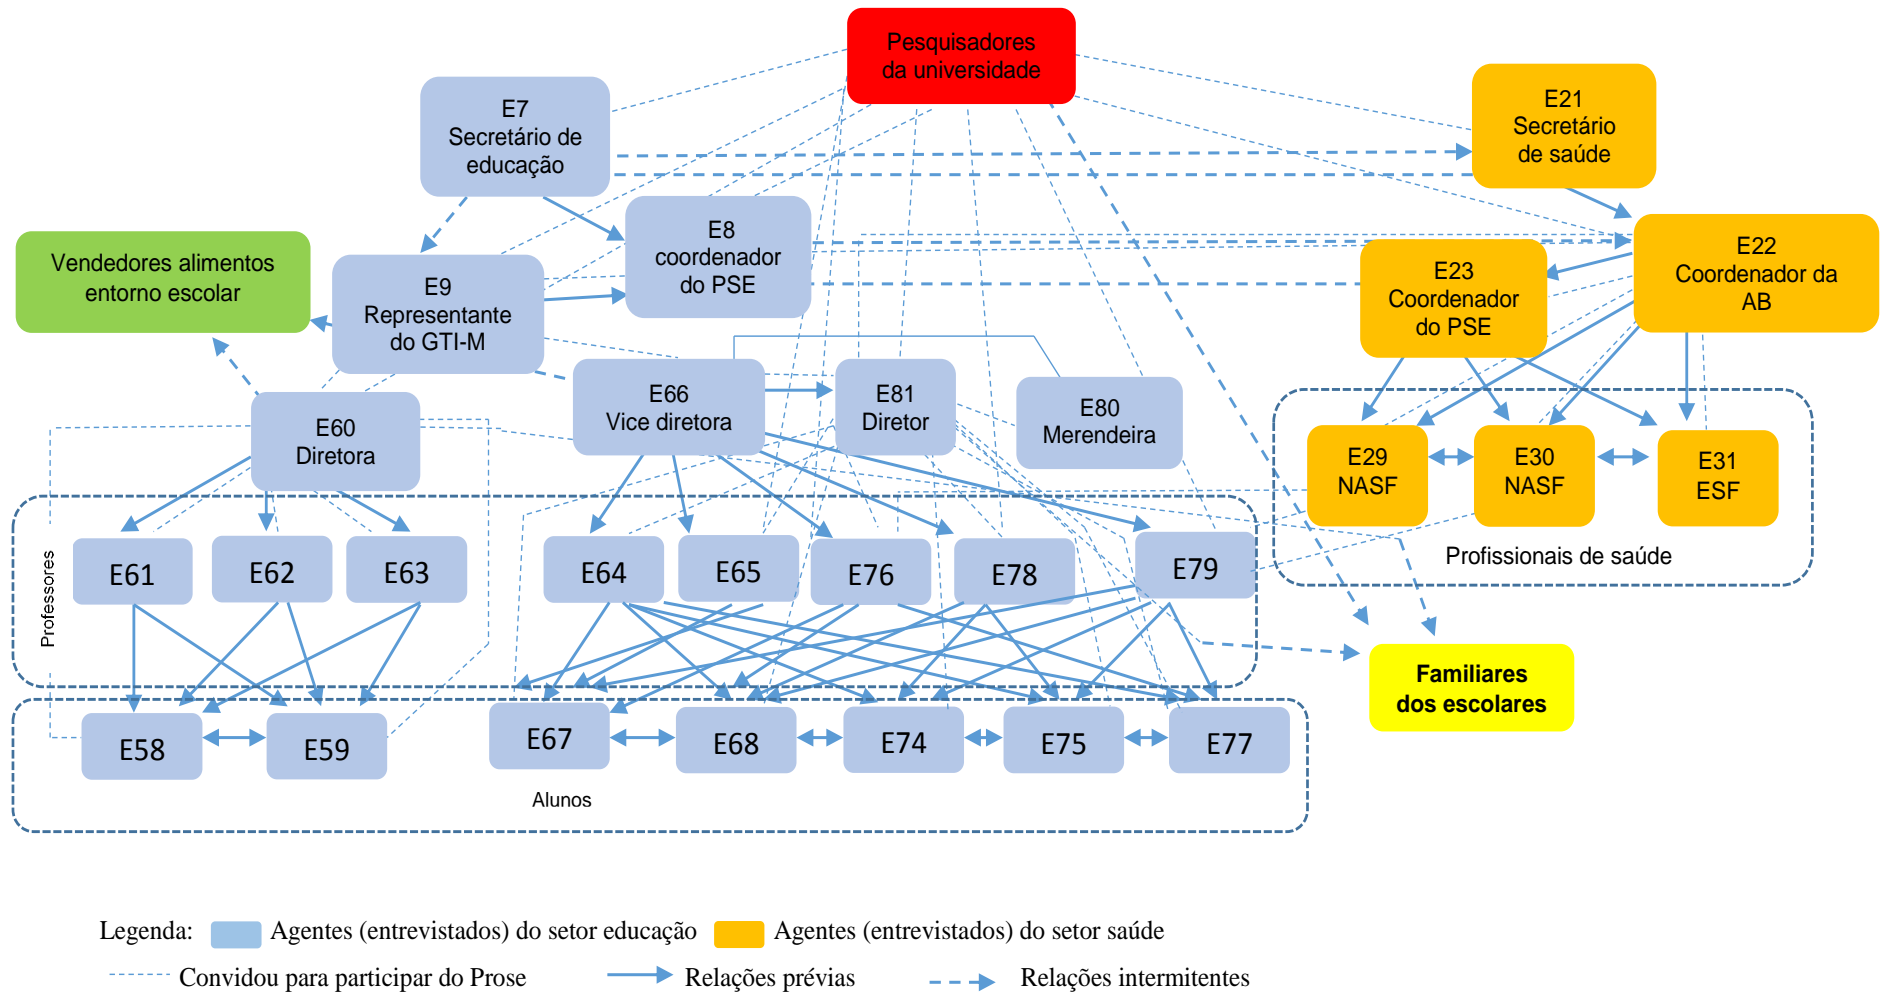 Pesquisadores
da universidade
E7
Secretário de
educação
E21
Secretário
de saúde
E8
coordenador
do PSE
E22
Coordenador da
AB
Vendedores alimentos
entorno escolar
E9
Representante
do GTI-M
E23
Coordenador
do PSE
E60
Diretora
E66
Vice diretora
E81
Diretor
E80
Merendeira
E29
NASF
E30
NASF
E31
ESF
Profissionais de saúde
Professores
E61
E62
E63
E64
E65
E76
E78
E79
Familiares
dos escolares
E58
E59
E67
E68
E74
E75
E77
Alunos
Legenda:
Agentes (entrevistados) do setor educação
Agentes (entrevistados) do setor saúde
Convidou para participar do Prose
Relações prévias
Relações intermitentes